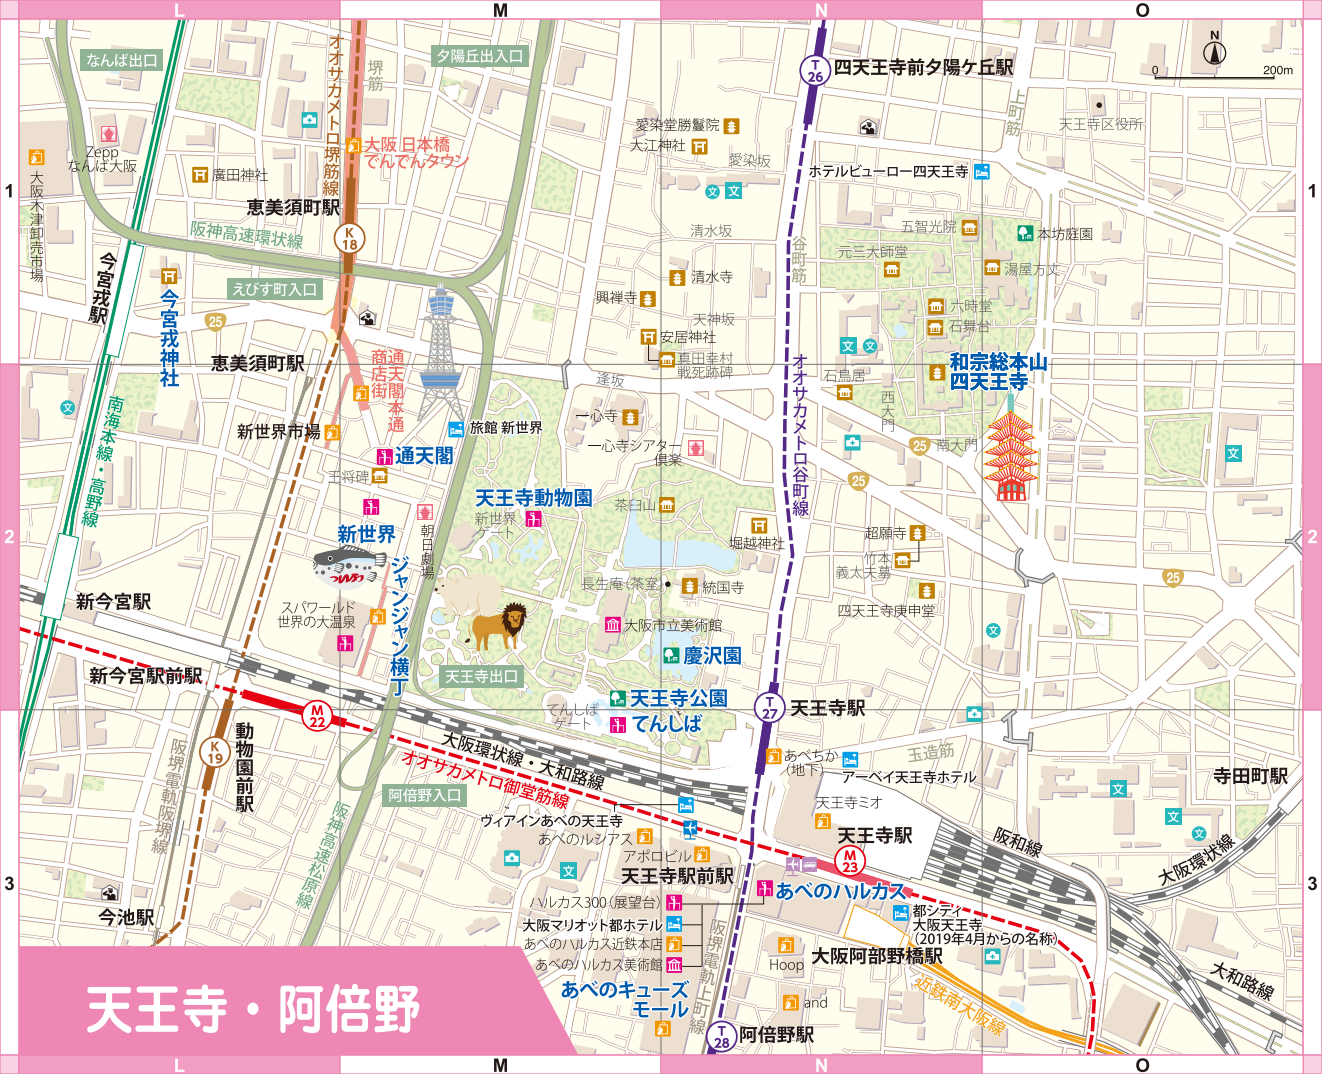 L
M
N
O
なんば出口
夕陽丘出入口
オオサカメトロ堺筋線
堺筋
T
26
四天王寺前夕陽ケ丘駅
N
0
200m
上町筋
天王寺区役所
Zepp
なんば大阪
大阪木津卸売市場
廣田神社
大阪 日本橋
でんでんタウン
愛染堂勝鬘院
大江神社
愛染坂
ホテルビューロー四天王寺
1
1
恵美須町駅
K
18
阪神高速環状線
えびす町入口
今宮戎駅
今宮戎神社
25
清水坂
清水寺
興禅寺
天神坂
安居神社
真田幸村
戦死跡碑
谷町筋
五智光院
本坊庭園
元三大師堂
湯屋方丈
六時堂
石舞台
和宗総本山
四天王寺
恵美須町駅
通天閣本通
商店街
逢坂
石鳥居
西大門
オオサカメトロ谷町線
南海本線・高野線
新世界市場
旅館 新世界
一心寺
一心寺シアター
倶楽
25
南大門
25
通天閣
王将碑
天王寺動物園
新世界
ゲート
茶臼山
堀越神社
超願寺
竹本
義太夫墓
2
2
新世界
朝日劇場
ジャンジャン横丁
長生庵(茶室)
統国寺
四天王寺庚申堂
25
新今宮駅
スパワールド
世界の大温泉
大阪市立美術館
慶沢園
新今宮駅前駅
天王寺出口
天王寺公園
てんしば
てんしば
ゲート
M
22
T
27
天王寺駅
K
19
動物園前駅
阪堺電軌阪堺線
大阪環状線・大和路線
オオサカメトロ御堂筋線
阿倍野入口
阪神高速松原線
あべちか
(地下)
アーベイ天王寺ホテル
玉造筋
寺田町駅
ヴィアインあべの天王寺
あべのルシアス
アポロビル
天王寺駅前駅
天王寺ミオ
天王寺駅
M
23
阪和線
大阪環状線
3
3
今池駅
あべのハルカス
ハルカス300(展望台)
大阪マリオット都ホテル
あべのハルカス近鉄本店
あべのハルカス美術館
都シティ
大阪天王寺
(2019年4月からの名称)
阪堺電軌上町線
Hoop
大阪阿部野橋駅
大和路線
近鉄南大阪線
あべのキューズ
モール
and
T
28
阿倍野駅
天王寺・阿倍野
L
M
N
O